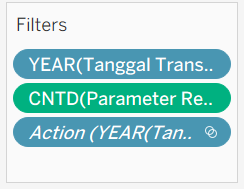 Filters
YEAR(Tanggal Trans..
CNTD(Parameter Re..
Action (YEAR(Tan..